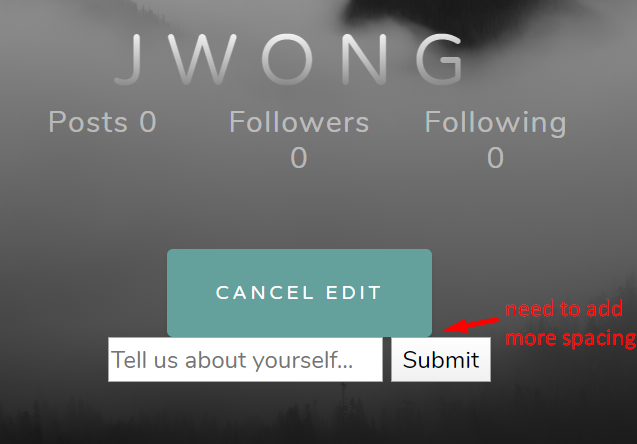 JWONG
Posts 0 Followers Following
0 0
CANCEL EDIT
need to add
more spacing
Tell us about yourself...
Submit